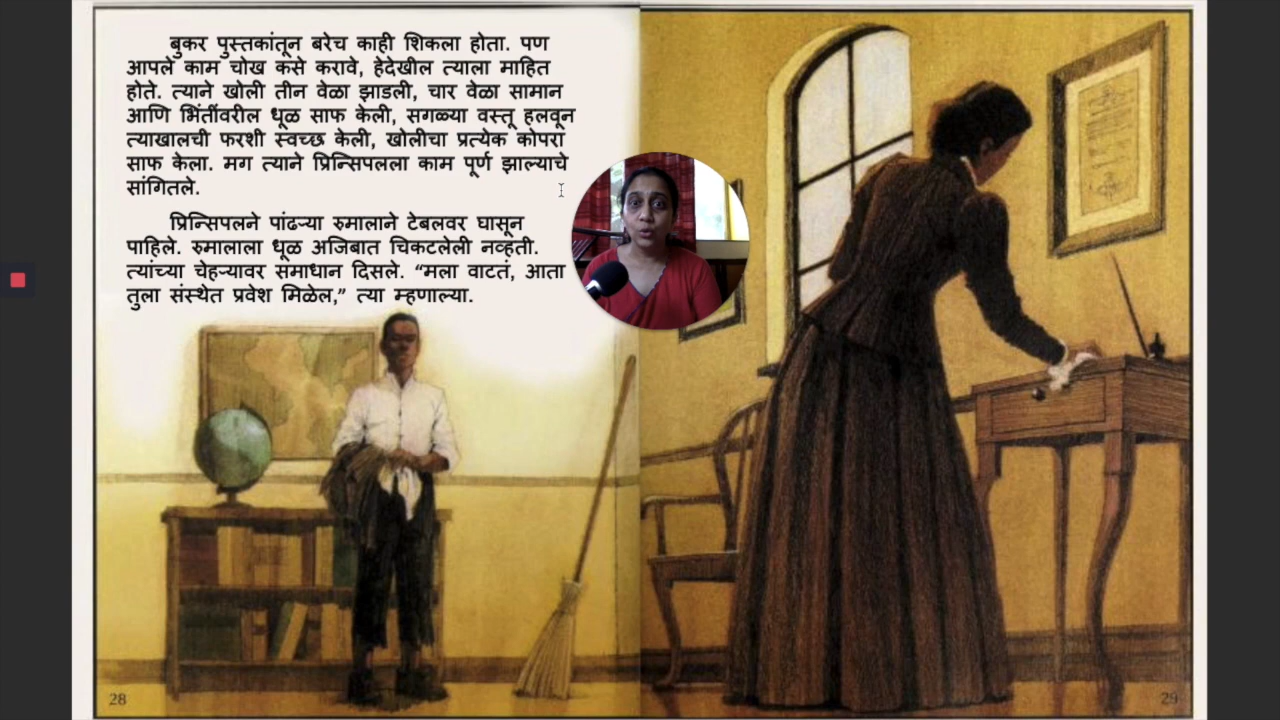 बुकर पुस्तकांतून बरेच काही शिकला होता. पण
आपले काम चोख कसे करावे, हेदेखील त्याला माहित
होते. त्याने खोली तीन वेळा झाडली, चार वेळा सामान
आणि भिंतींवरील धूळ साफ केली, सगळ्या वस्तू हलवून
त्याखालची फरशी स्वच्छ केली, खोलीचा प्रत्येक कोपरा
साफ केला. मग त्याने प्रिन्सिपलला काम पूर्ण झाल्याचे
सांगितले.
प्रिन्सिपलने पांढऱ्या रुमालाने टेबलवर घासून
पाहिले. रुमालाला धूळ अजिबात चिकटलेली नव्हती.
त्यांच्या चेहऱ्यावर समाधान दिसले. “मला वाटतं, आता
तुला संस्थेत प्रवेश मिळेल,” त्या म्हणाल्या.
28
29